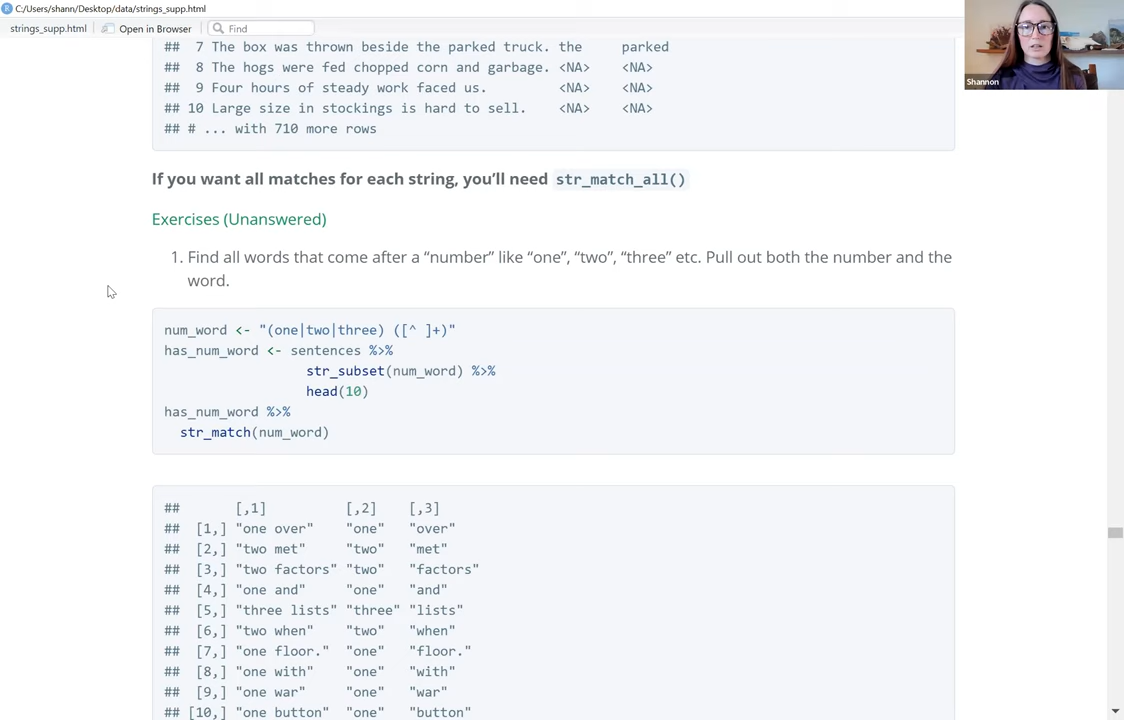 C:/Users/shann/Desktop/data/strings_supp.html
strings_supp.html Open in Browser Find
Shannon
##  7 The box was thrown beside the parked truck. the     parked
##  8 The hogs were fed chopped corn and garbage. <NA>    <NA>
##  9 Four hours of steady work faced us.         <NA>    <NA>
## 10 Large size in stockings is hard to sell.    <NA>    <NA>
## # ... with 710 more rows
If you want all matches for each string, you’ll need str_match_all()
Exercises (Unanswered)
1. Find all words that come after a “number” like “one”, “two”, “three” etc. Pull out both the number and the
word.
num_word <- "(one|two|three) ([^ ]+)"
has_num_word <- sentences %>%
str_subset(num_word) %>%
head(10)
has_num_word %>%
str_match(num_word)
##       [,1]          [,2]    [,3]
##  [1,] "one over"    "one"   "over"
##  [2,] "two met"     "two"   "met"
##  [3,] "two factors" "two"   "factors"
##  [4,] "one and"     "one"   "and"
##  [5,] "three lists" "three" "lists"
##  [6,] "two when"    "two"   "when"
##  [7,] "one floor."  "one"   "floor."
##  [8,] "one with"    "one"   "with"
##  [9,] "one war"     "one"   "war"
## [10,] "one button"  "one"   "button"